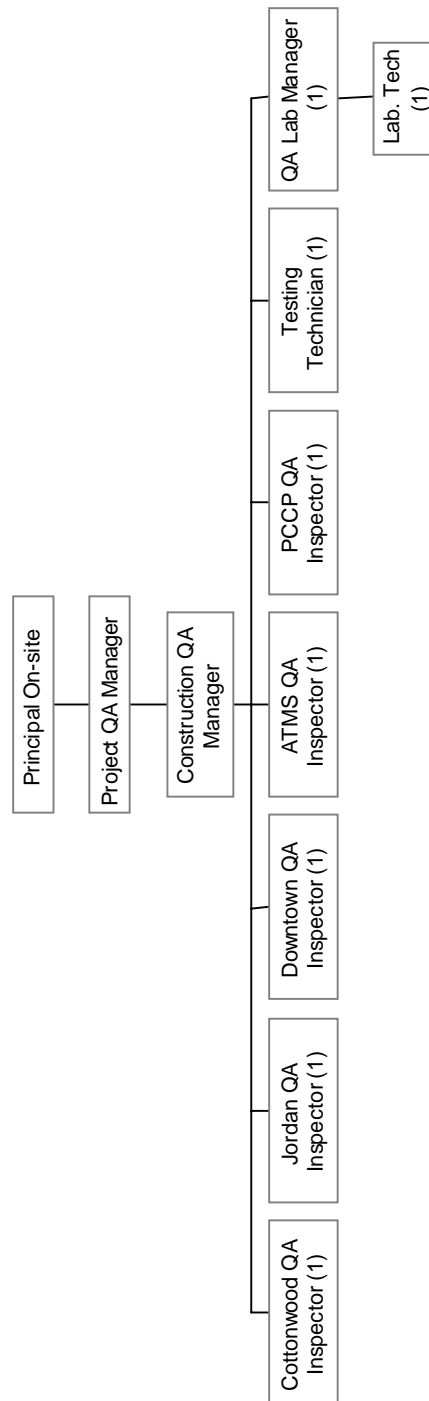 Principal On-site
Project QA Manager
Construction QA
Manager
Cottonwood QA
Inspector (1)
Jordan QA
Inspector (1)
Downtown QA
Inspector (1)
ATMS QA
Inspector (1)
PCCP QA
Inspector (1)
Testing
Technician (1)
QA Lab Manager
(1)
Lab. Tech
(1)